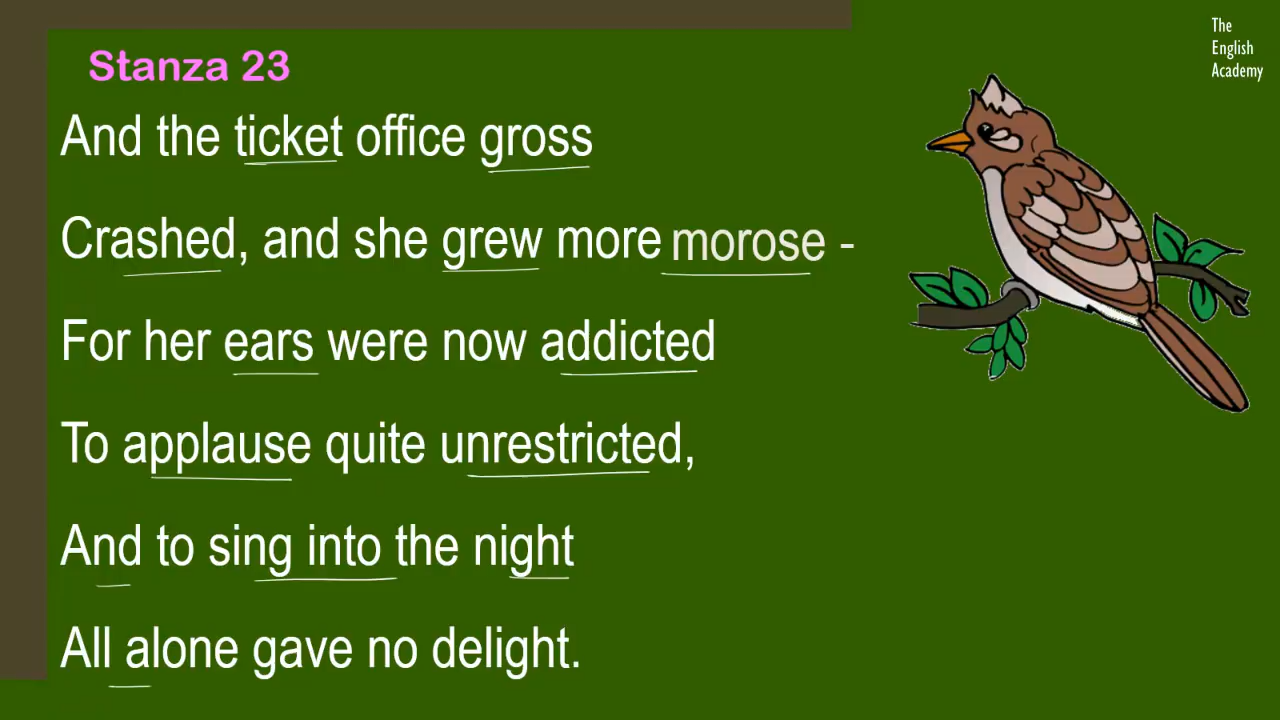 Stanza 23
And the ticket office gross
Crashed, and she grew more morose -
For her ears were now addicted
To applause quite unrestricted,
And to sing into the night
All alone gave no delight.
The
English
Academy